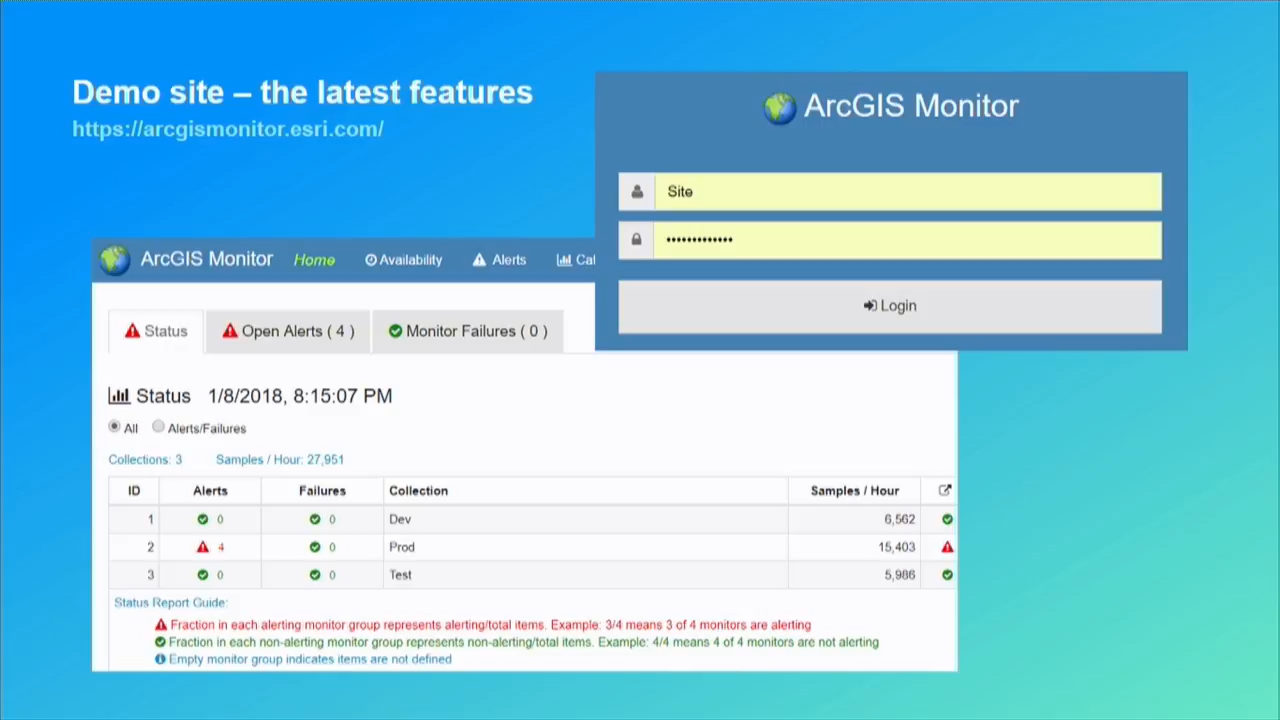 Demo site – the latest features
https://arcgismonitor.esri.com/
ArcGIS Monitor
Site
•••••••••••••
Login
ArcGIS Monitor Home Availability Alerts Cat
Status Open Alerts ( 4 ) Monitor Failures ( 0 )
Status 1/8/2018, 8:15:07 PM
All Alerts/Failures
Collections: 3 Samples / Hour: 27,951
ID Alerts Failures Collection Samples / Hour
1 0 0 Dev 6,562
2 4 0 Prod 15,403
3 0 0 Test 5,986
Status Report Guide:
Fraction in each alerting monitor group represents alerting/total items. Example: 3/4 means 3 of 4 monitors are alerting
Fraction in each non-alerting monitor group represents non-alerting/total items. Example: 4/4 means 4 of 4 monitors are not alerting
Empty monitor group indicates items are not defined